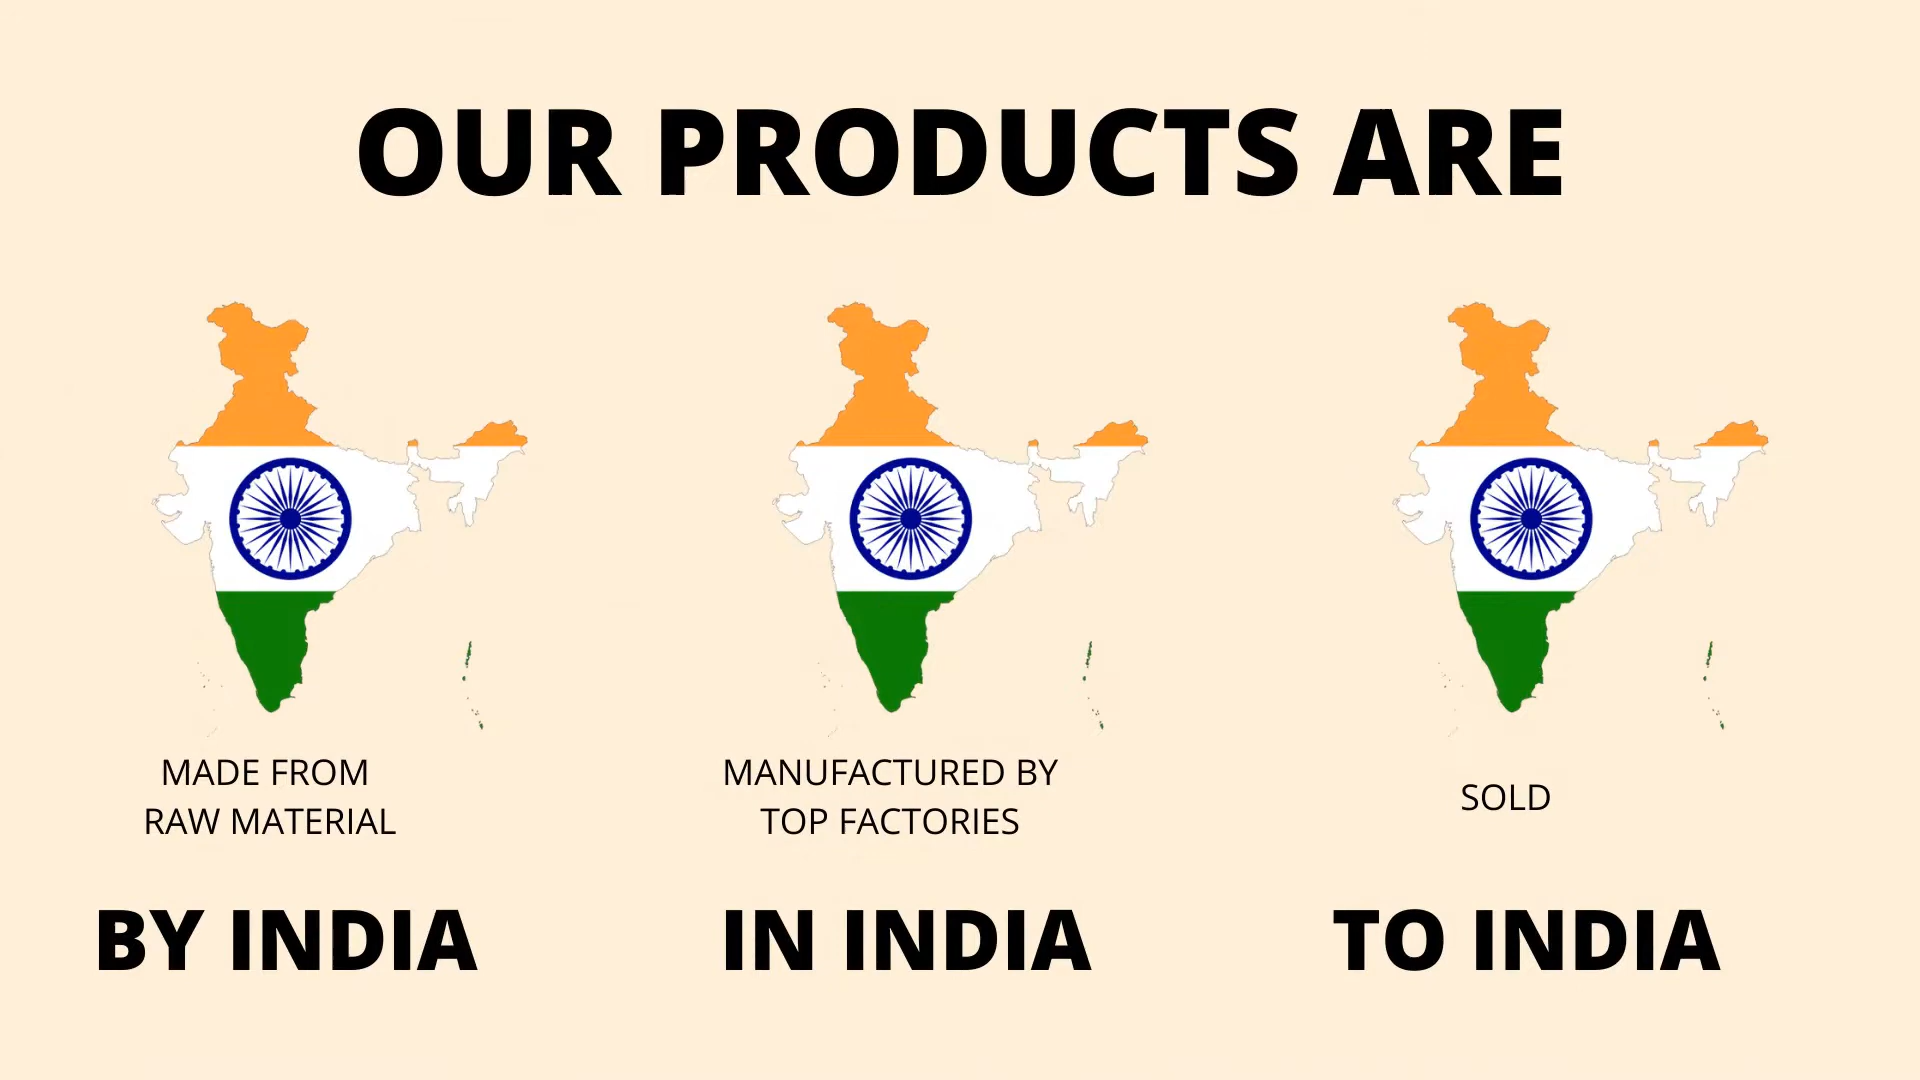 OUR PRODUCTS ARE
MADE FROM
RAW MATERIAL
BY INDIA
MANUFACTURED BY
TOP FACTORIES
IN INDIA
SOLD
TO INDIA